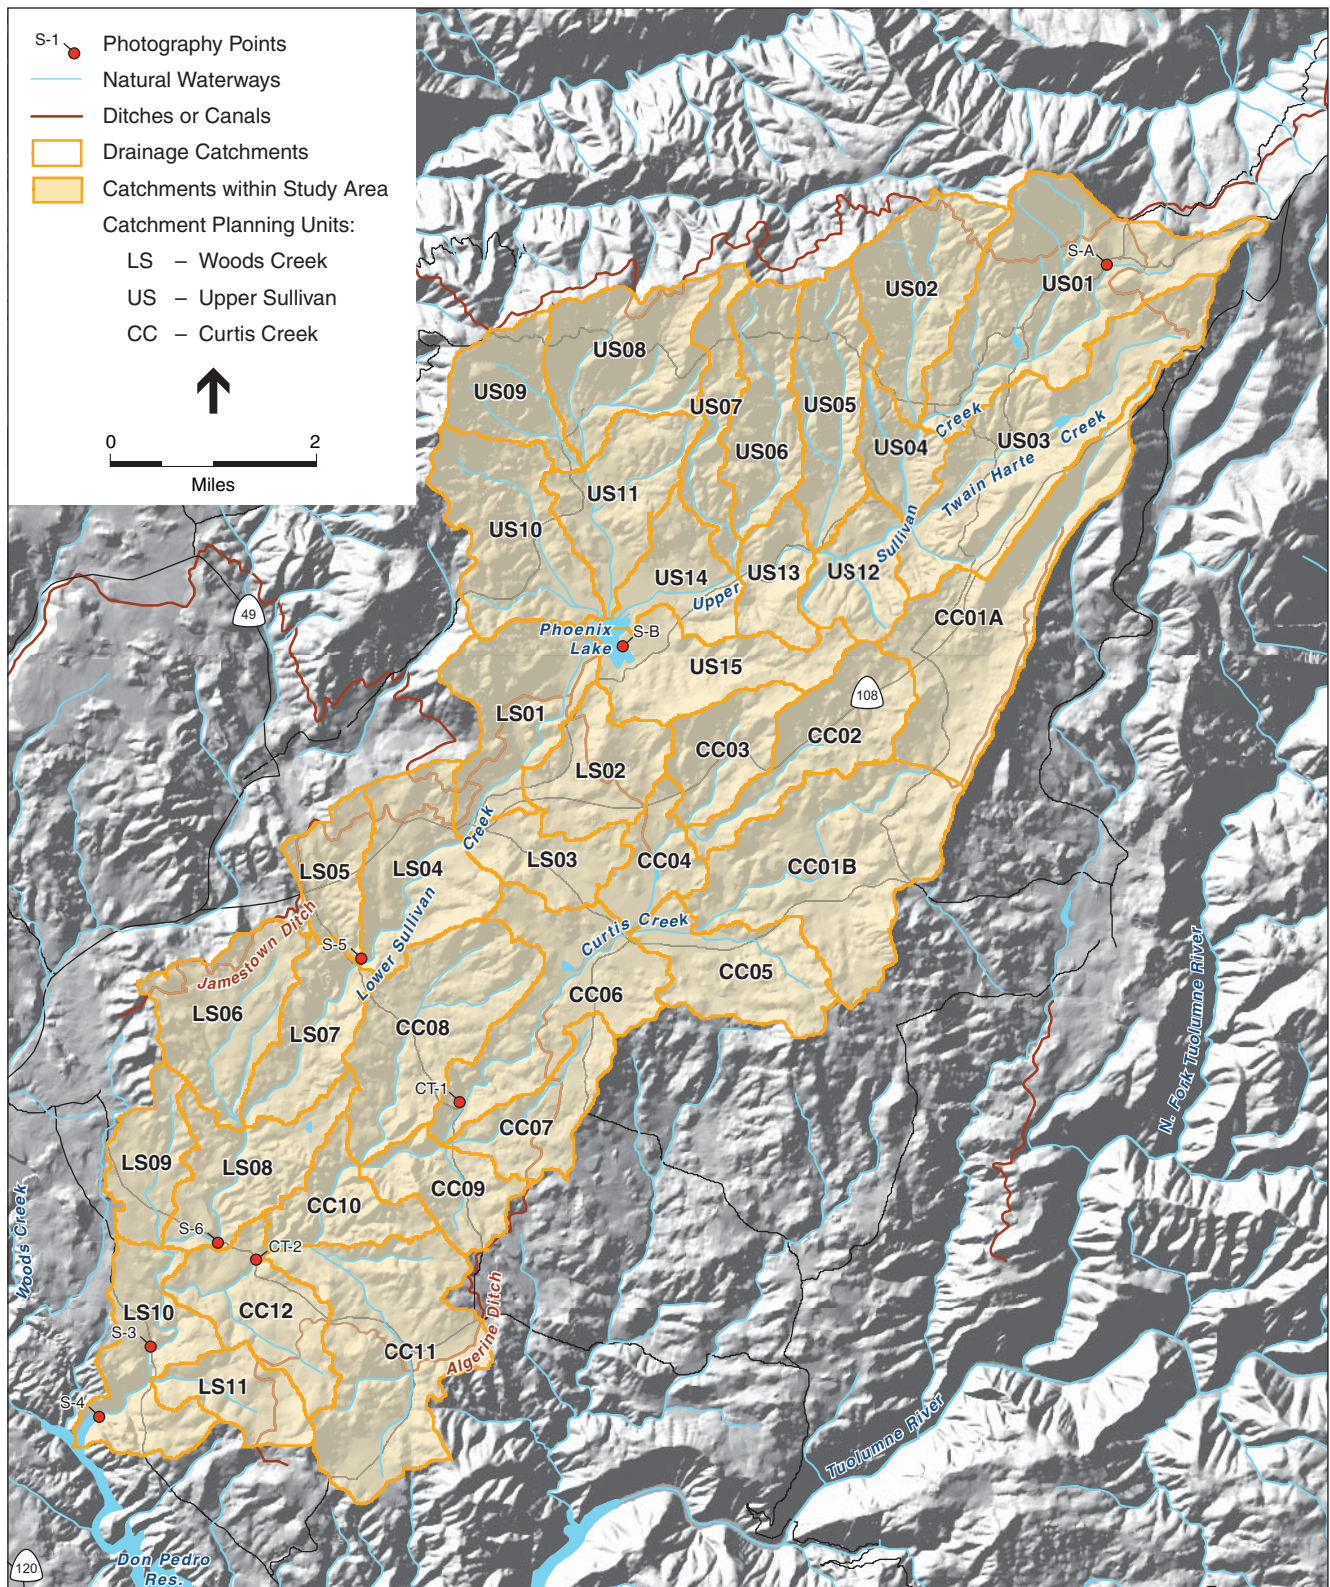 S-1
Photography Points
Natural Waterways
Ditches or Canals
Drainage Catchments
Catchments within Study Area
Catchment Planning Units:
LS – Woods Creek
US – Upper Sullivan
CC – Curtis Creek
0 2
Miles
S-A
US01
US02
US08
US09
US07
US05
US06
US04
Creek
US03
Creek
Twain Harte
US11
US10
Sullivan
US14
US13
US12
Upper
49
CC01A
Phoenix
Lake
S-B
US15
108
LS01
CC03
CC02
LS02
Creek
LS03
CC04
CC01B
LS05
LS04
Jamestown Ditch
Lower Sullivan
S-5
Curtis Creek
CC05
CC06
LS06
LS07
CC08
N. Fork Tuolumne River
CT-1
CC07
LS09
LS08
CC09
CC10
Woods Creek
S-6
CT-2
LS10
CC12
S-3
CC11
Algerine Ditch
LS11
S-4
Tuolumne River
Don Pedro
Res.
120